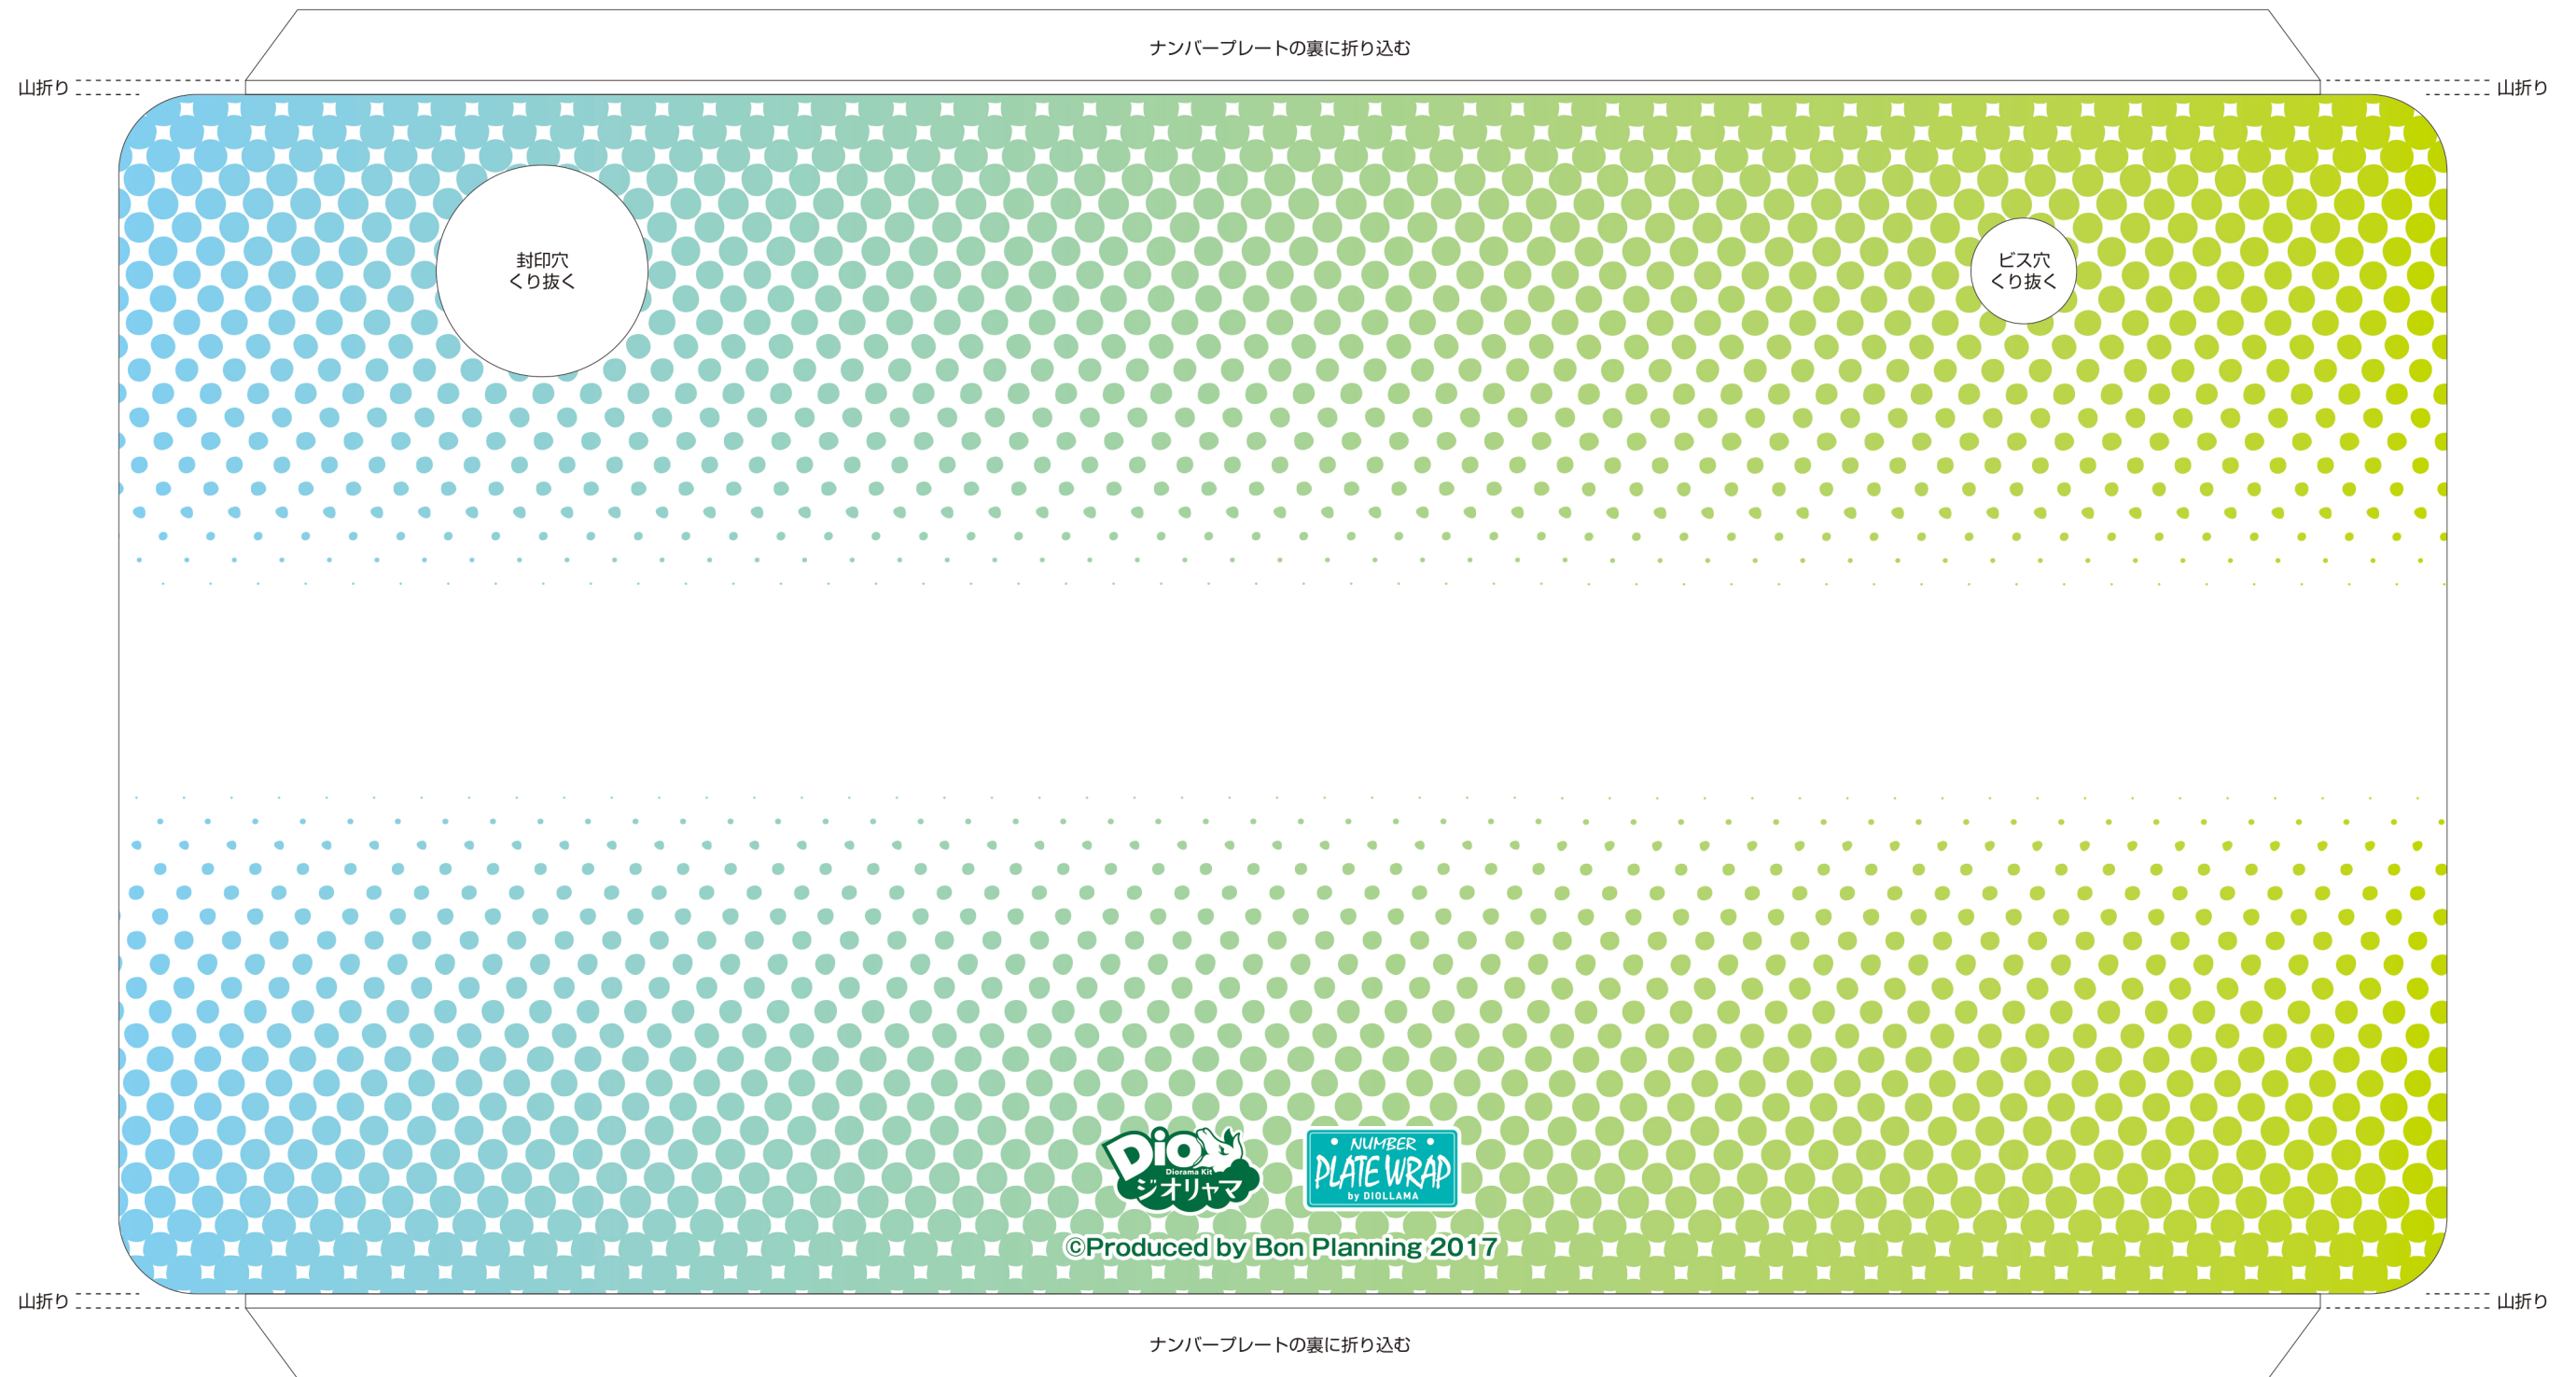 ナンバープレートの裏に折り込む
山折り
山折り
封印穴
くり抜く
ビス穴
くり抜く
Dio
Diorama Kit
ジオリャマ
NUMBER
PLATE WRAP
by DIOLLAMA
©Produced by Bon Planning 2017
山折り
山折り
ナンバープレートの裏に折り込む